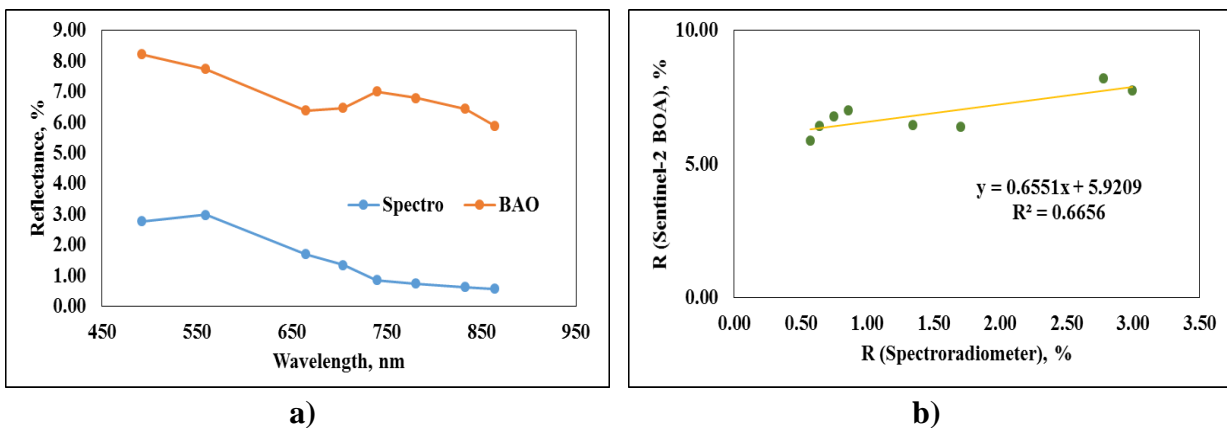 9.00
8.00
7.00
6.00
5.00
4.00
3.00
2.00
1.00
0.00
Reflectance, %
Spectro BAO
450 550 650 750 850 950
Wavelength, nm
a)
10.00
5.00
0.00
R (Sentinel-2 BOA), %
y = 0.6551x + 5.9209
R² = 0.6656
0.00 0.50 1.00 1.50 2.00 2.50 3.00 3.50
R (Spectroradiometer), %
b)